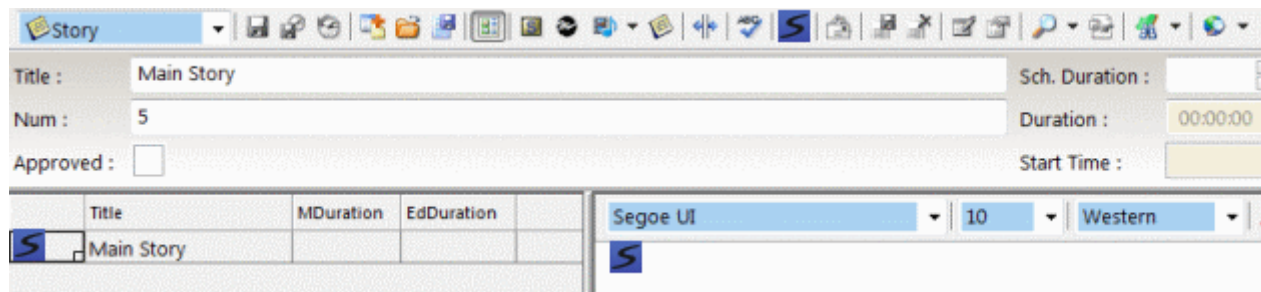 Story
Title : Main Story Sch. Duration :
Num : 5 Duration : 00:00:00
Approved : Start Time :
Title MDuration EdDuration Segoe UI 10 Western
S Main Story S